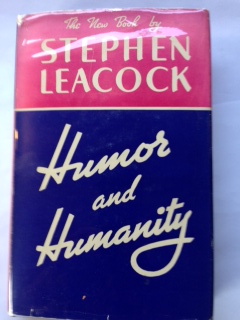 The New Book by
STEPHEN
LEACOCK
Humor
and
Humanity